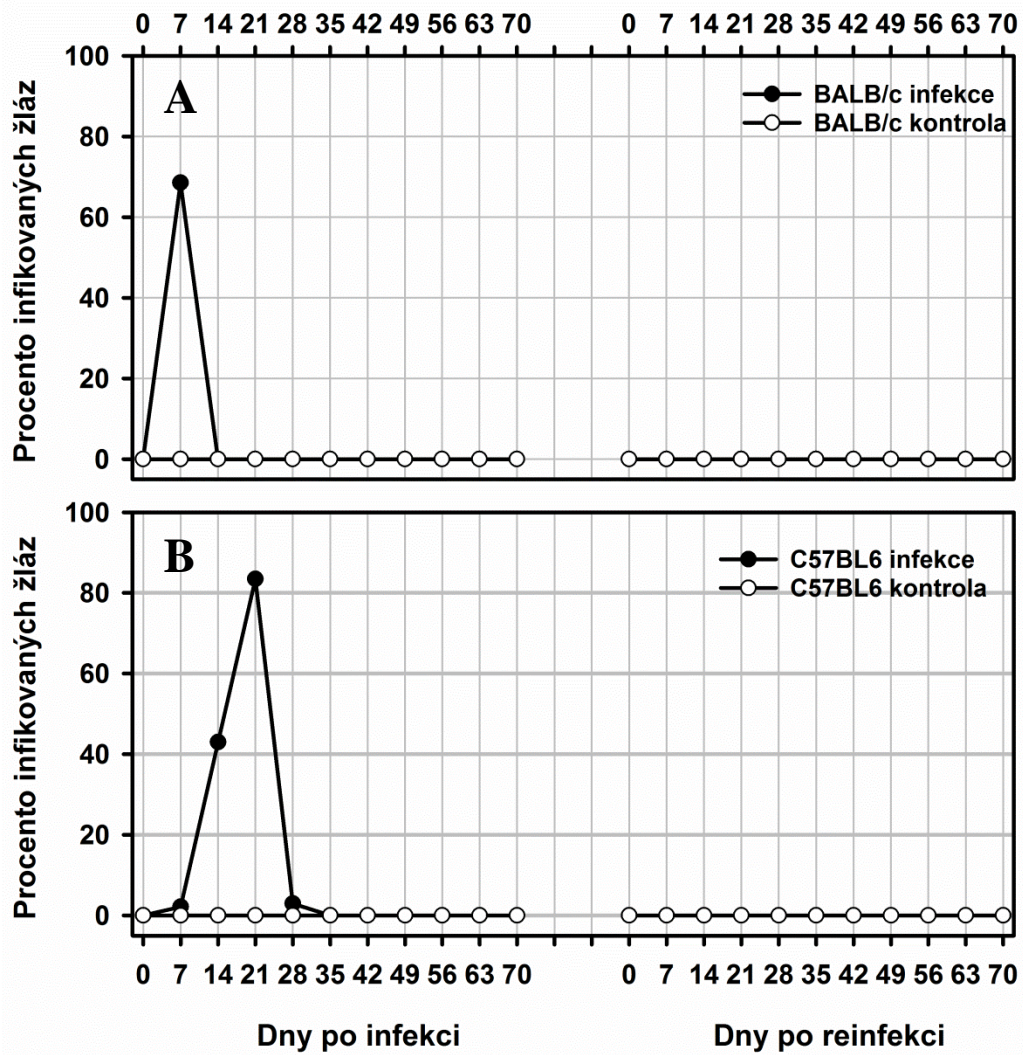 0 7 14 21 28 35 42 49 56 63 70 0 7 14 21 28 35 42 49 56 63 70
100
80
60
40
20
0
Procento infikovaných žláz
A
BALB/c infekce
BALB/c kontrola
100
80
60
40
20
0
Procento infikovaných žláz
B
C57BL6 infekce
C57BL6 kontrola
0 7 14 21 28 35 42 49 56 63 70 0 7 14 21 28 35 42 49 56 63 70
Dny po infekci Dny po reinfekci